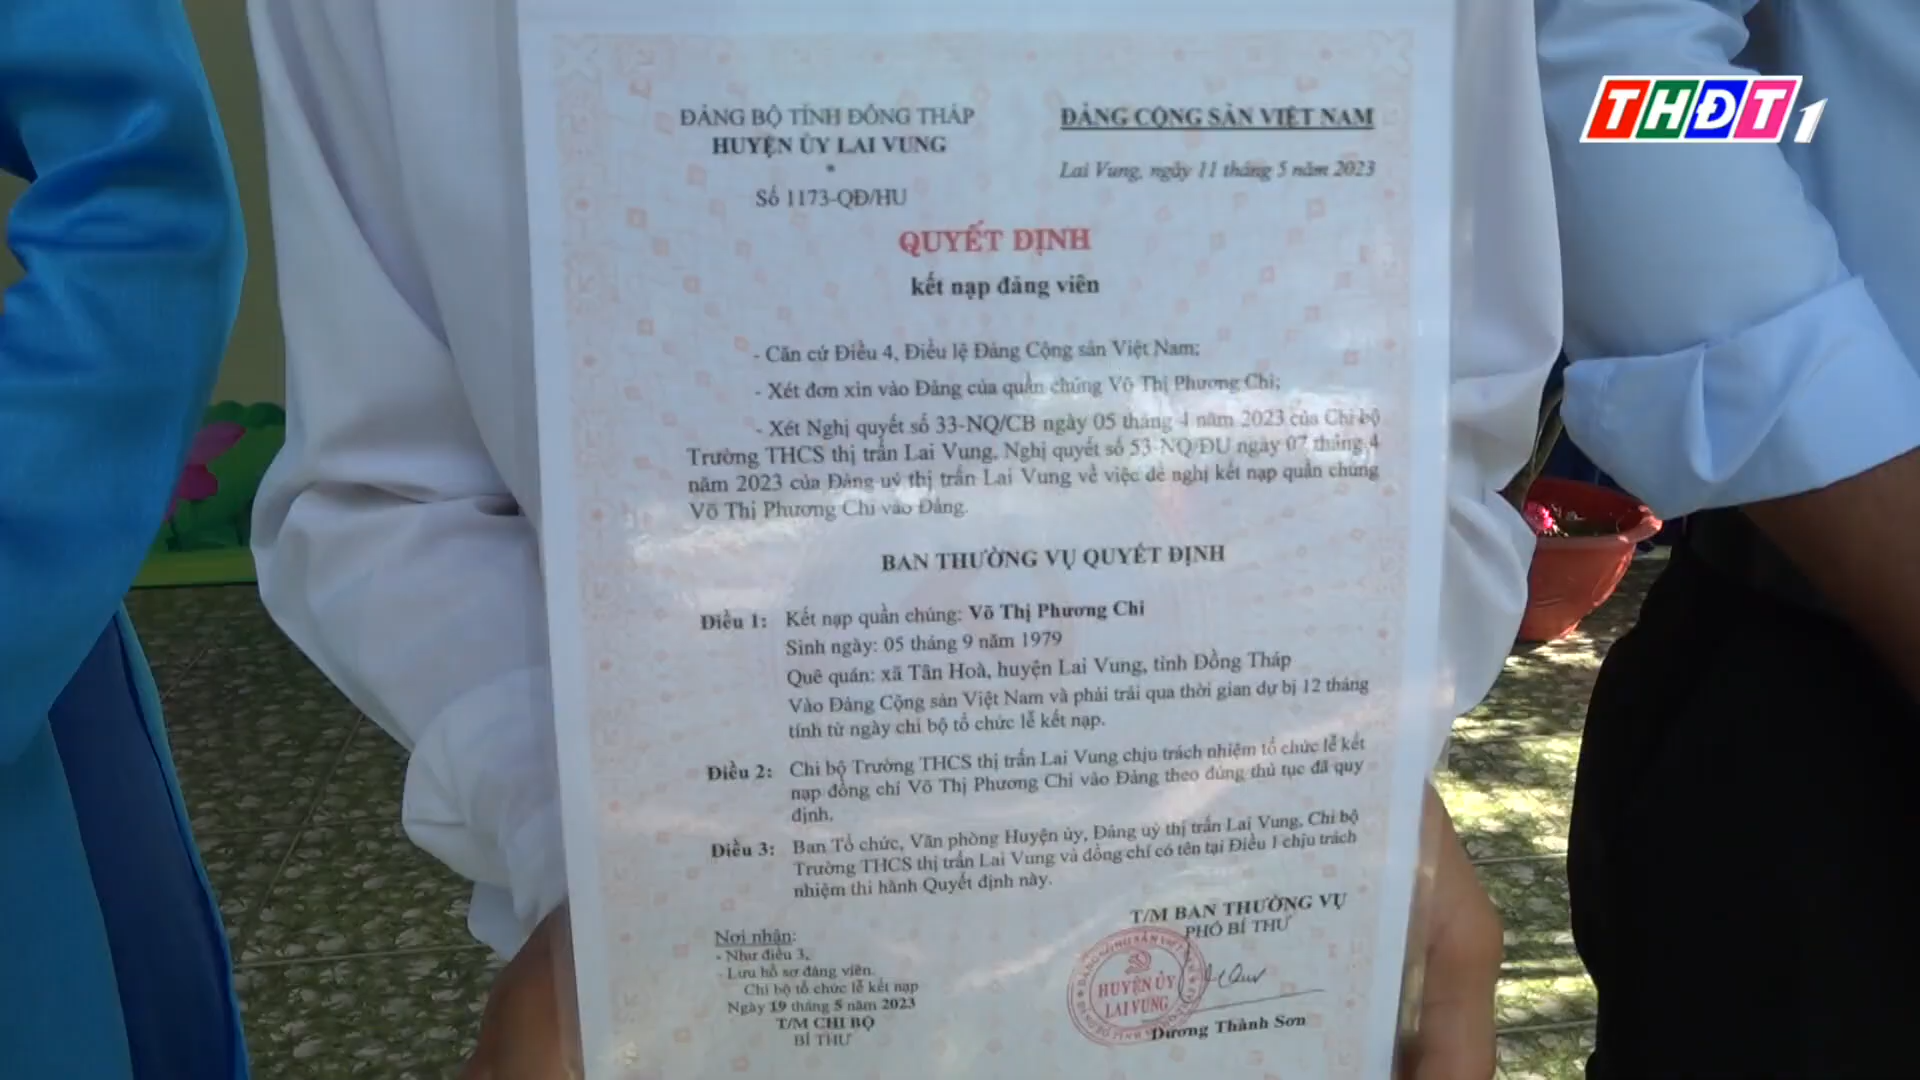 THĐT1
ĐẢNG BỘ TỈNH ĐỒNG THÁP
HUYỆN ỦY LAI VUNG
*
Số 1173-QĐ/HU
ĐẢNG CỘNG SẢN VIỆT NAM
Lai Vung, ngày 11 tháng 5 năm 2023
QUYẾT ĐỊNH
kết nạp đảng viên
- Căn cứ Điều 4, Điều lệ Đảng Cộng sản Việt Nam;
- Xét đơn xin vào Đảng của quần chúng Võ Thị Phương Chi;
- Xét Nghị quyết số 33-NQ/CB ngày 05 tháng 4 năm 2023 của Chi bộ
Trường THCS thị trấn Lai Vung, Nghị quyết số 53-NQ/ĐU ngày 07 tháng 4
năm 2023 của Đảng uỷ thị trấn Lai Vung về việc đề nghị kết nạp quần chúng
Võ Thị Phương Chi vào Đảng.
BAN THƯỜNG VỤ QUYẾT ĐỊNH
Điều 1: Kết nạp quần chúng: Võ Thị Phương Chi
Sinh ngày: 05 tháng 9 năm 1979
Quê quán: xã Tân Hoà, huyện Lai Vung, tỉnh Đồng Tháp
Vào Đảng Cộng sản Việt Nam và phải trải qua thời gian dự bị 12 tháng
tính từ ngày chi bộ tổ chức lễ kết nạp.
Điều 2: Chi bộ Trường THCS thị trấn Lai Vung chịu trách nhiệm tổ chức lễ kết
nạp đồng chí Võ Thị Phương Chi vào Đảng theo đúng thủ tục đã quy
định.
Điều 3: Ban Tổ chức, Văn phòng Huyện ủy, Đảng uỷ thị trấn Lai Vung, Chi bộ
Trường THCS thị trấn Lai Vung và đồng chí có tên tại Điều 1 chịu trách
nhiệm thi hành Quyết định này.
Nơi nhận:
- Như điều 3,
- Lưu hồ sơ đảng viên.
Chi bộ tổ chức lễ kết nạp
Ngày 19 tháng 5 năm 2023
T/M CHI BỘ
BÍ THƯ
T/M BAN THƯỜNG VỤ
PHÓ BÍ THƯ
HUYỆN ỦY
LAI VUNG
Dương Thành Sơn